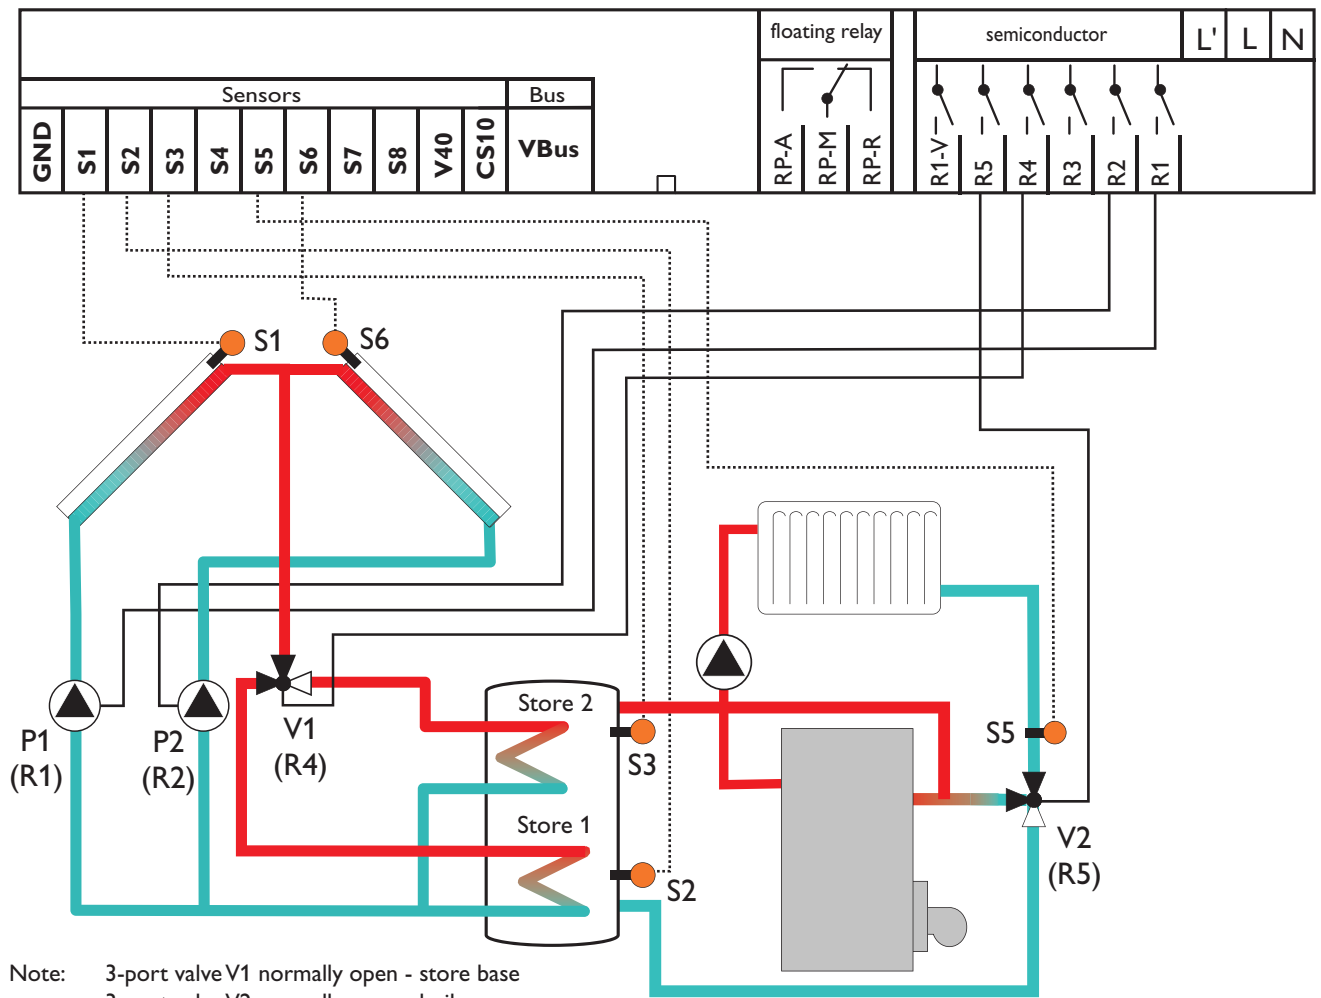 floating relay
semiconductor
L' L N
Sensors
Bus
GND
S1
S2
S3
S4
S5
S6
S7
S8
V40
CS10
VBus
RP-A
RP-M
RP-R
R1-V
R5
R4
R3
R2
R1
S1
S6
P1
(R1)
P2
(R2)
V1
(R4)
Store 2
S3
Store 1
S2
S5
V2
(R5)
Note: 3-port valve V1 normally open - store base